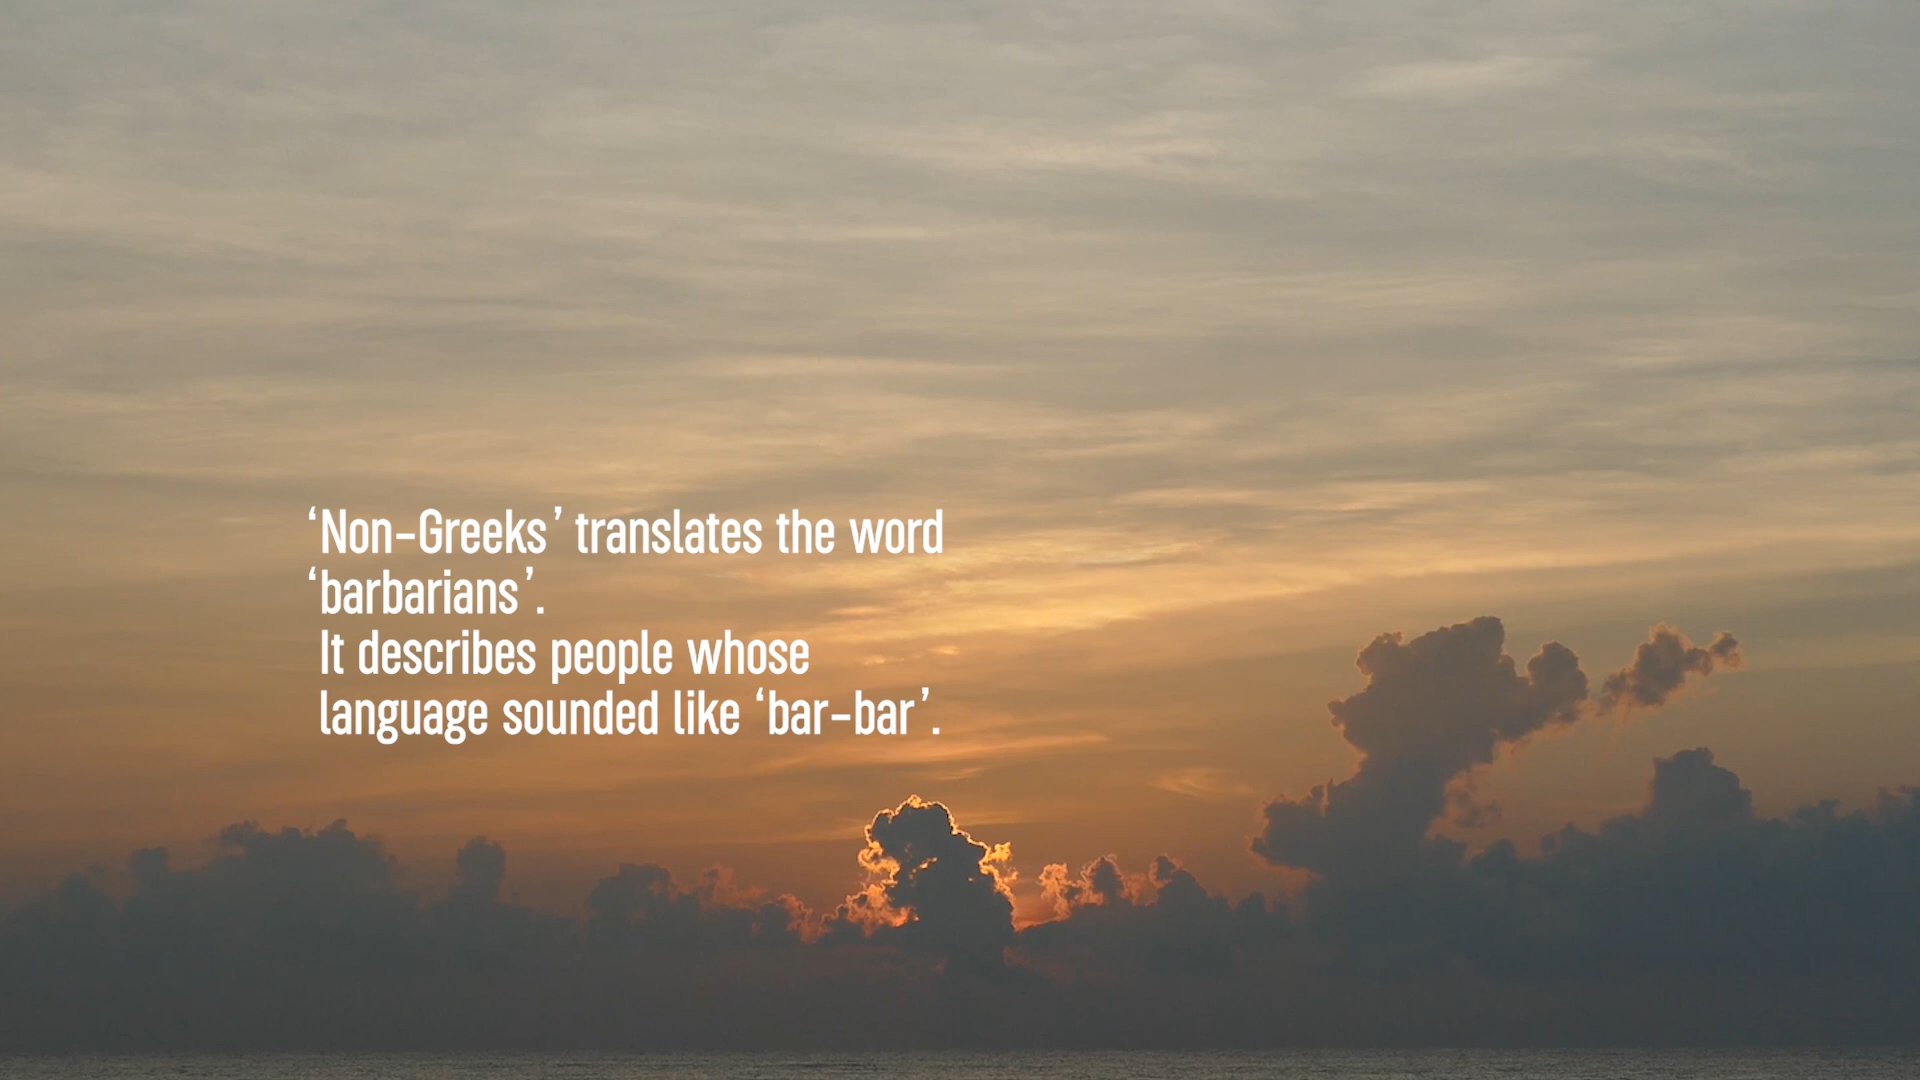 ‘Non-Greeks’ translates the word
‘barbarians’.
It describes people whose
language sounded like ‘bar-bar’.